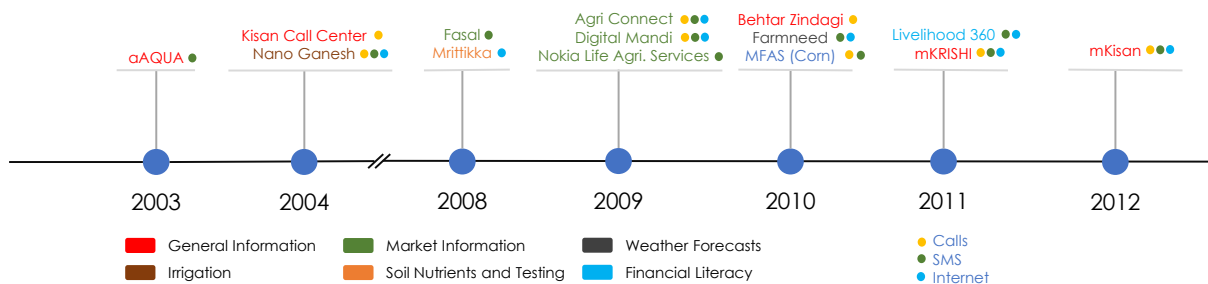 aAQUA
Kisan Call Center
Nano Ganesh
Fasal
Mrittikka
Agri Connect
Digital Mandi
Nokia Life Agri. Services
Behtar Zindagi
Farmneed
MFAS (Corn)
Livelihood 360
mKRISHI
mKisan
2003
2004
2008
2009
2010
2011
2012
General Information
Market Information
Weather Forecasts
Irrigation
Soil Nutrients and Testing
Financial Literacy
Calls
SMS
Internet